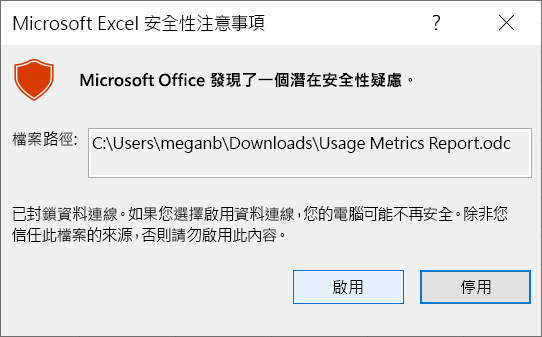 Microsoft Excel 安全性注意事項
Microsoft Office 發現了一個潛在安全性疑慮。
檔案路徑: C:\Users\meganb\Downloads\Usage Metrics Report.odc
已封鎖資料連線。如果您選擇啟用資料連線，您的電腦可能不再安全。除非您
信任此檔案的來源，否則請勿啟用此內容。
啟用 停用